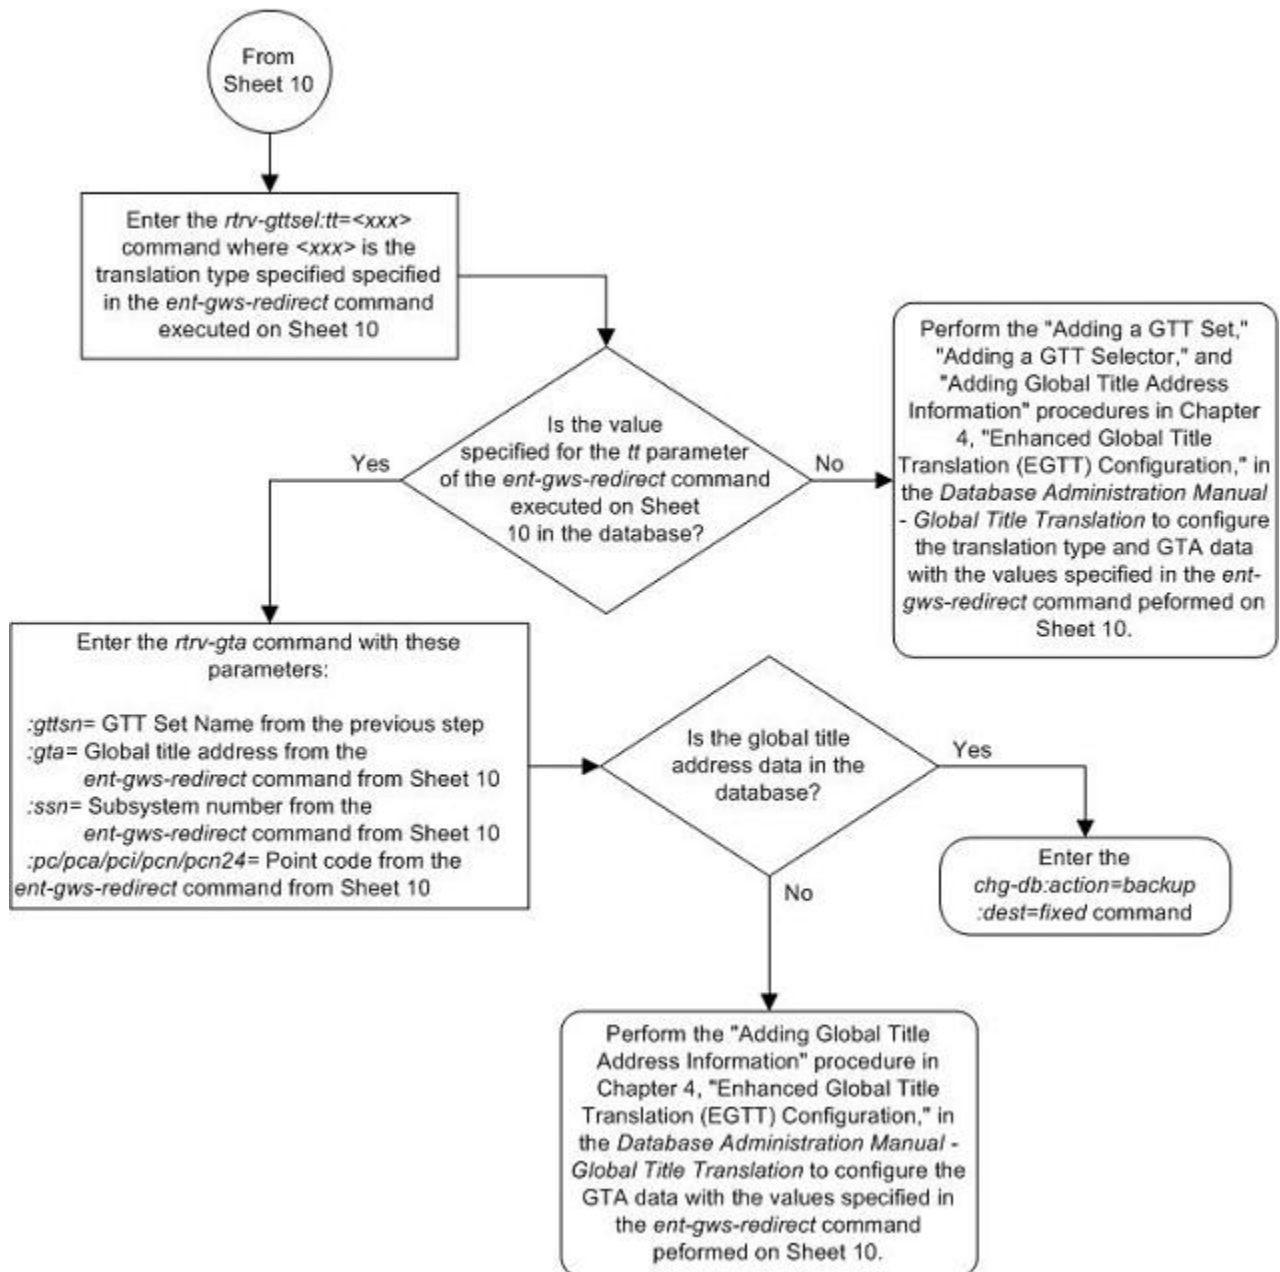 From
Sheet 10
Enter the rtrv-gttsel:tt=<xxx>
command where <xxx> is the
translation type specified specified
in the ent-gws-redirect command
executed on Sheet 10
Is the value
specified for the tt parameter
of the ent-gws-redirect command
executed on Sheet
10 in the database?
Yes
No
Perform the "Adding a GTT Set,"
"Adding a GTT Selector," and
"Adding Global Title Address
Information" procedures in Chapter
4, "Enhanced Global Title
Translation (EGTT) Configuration," in
the Database Administration Manual
- Global Title Translation to configure
the translation type and GTA data
with the values specified in the ent-
gws-redirect command peformed on
Sheet 10.
Enter the rtrv-gta command with these
parameters:
:gttsn= GTT Set Name from the previous step
:gta= Global title address from the
ent-gws-redirect command from Sheet 10
:ssn= Subsystem number from the
ent-gws-redirect command from Sheet 10
:pc/pca/pci/pcn/pcn24= Point code from the
ent-gws-redirect command from Sheet 10
Is the global title
address data in the
database?
Yes
No
Enter the
chg-db:action=backup
:dest=fixed command
Perform the "Adding Global Title
Address Information" procedure in
Chapter 4, "Enhanced Global Title
Translation (EGTT) Configuration," in
the Database Administration Manual -
Global Title Translation to configure the
GTA data with the values specified in
the ent-gws-redirect command
peformed on Sheet 10.